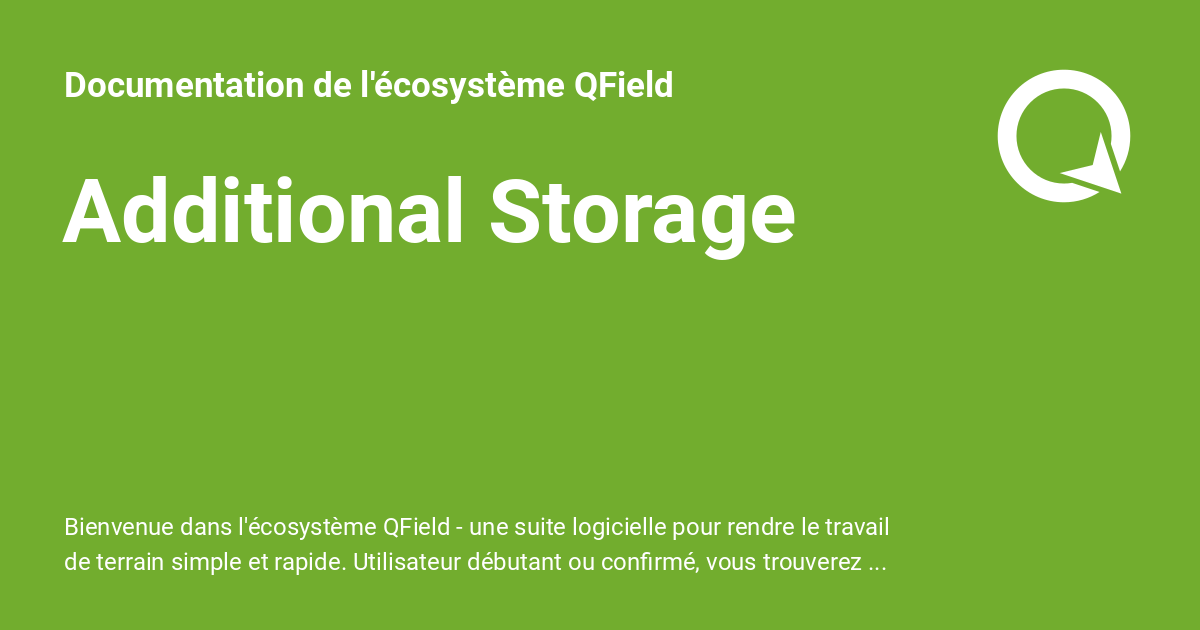 Documentation de l'écosystème QField
Additional Storage
Bienvenue dans l'écosystème QField - une suite logicielle pour rendre le travail
de terrain simple et rapide. Utilisateur débutant ou confirmé, vous trouverez ...